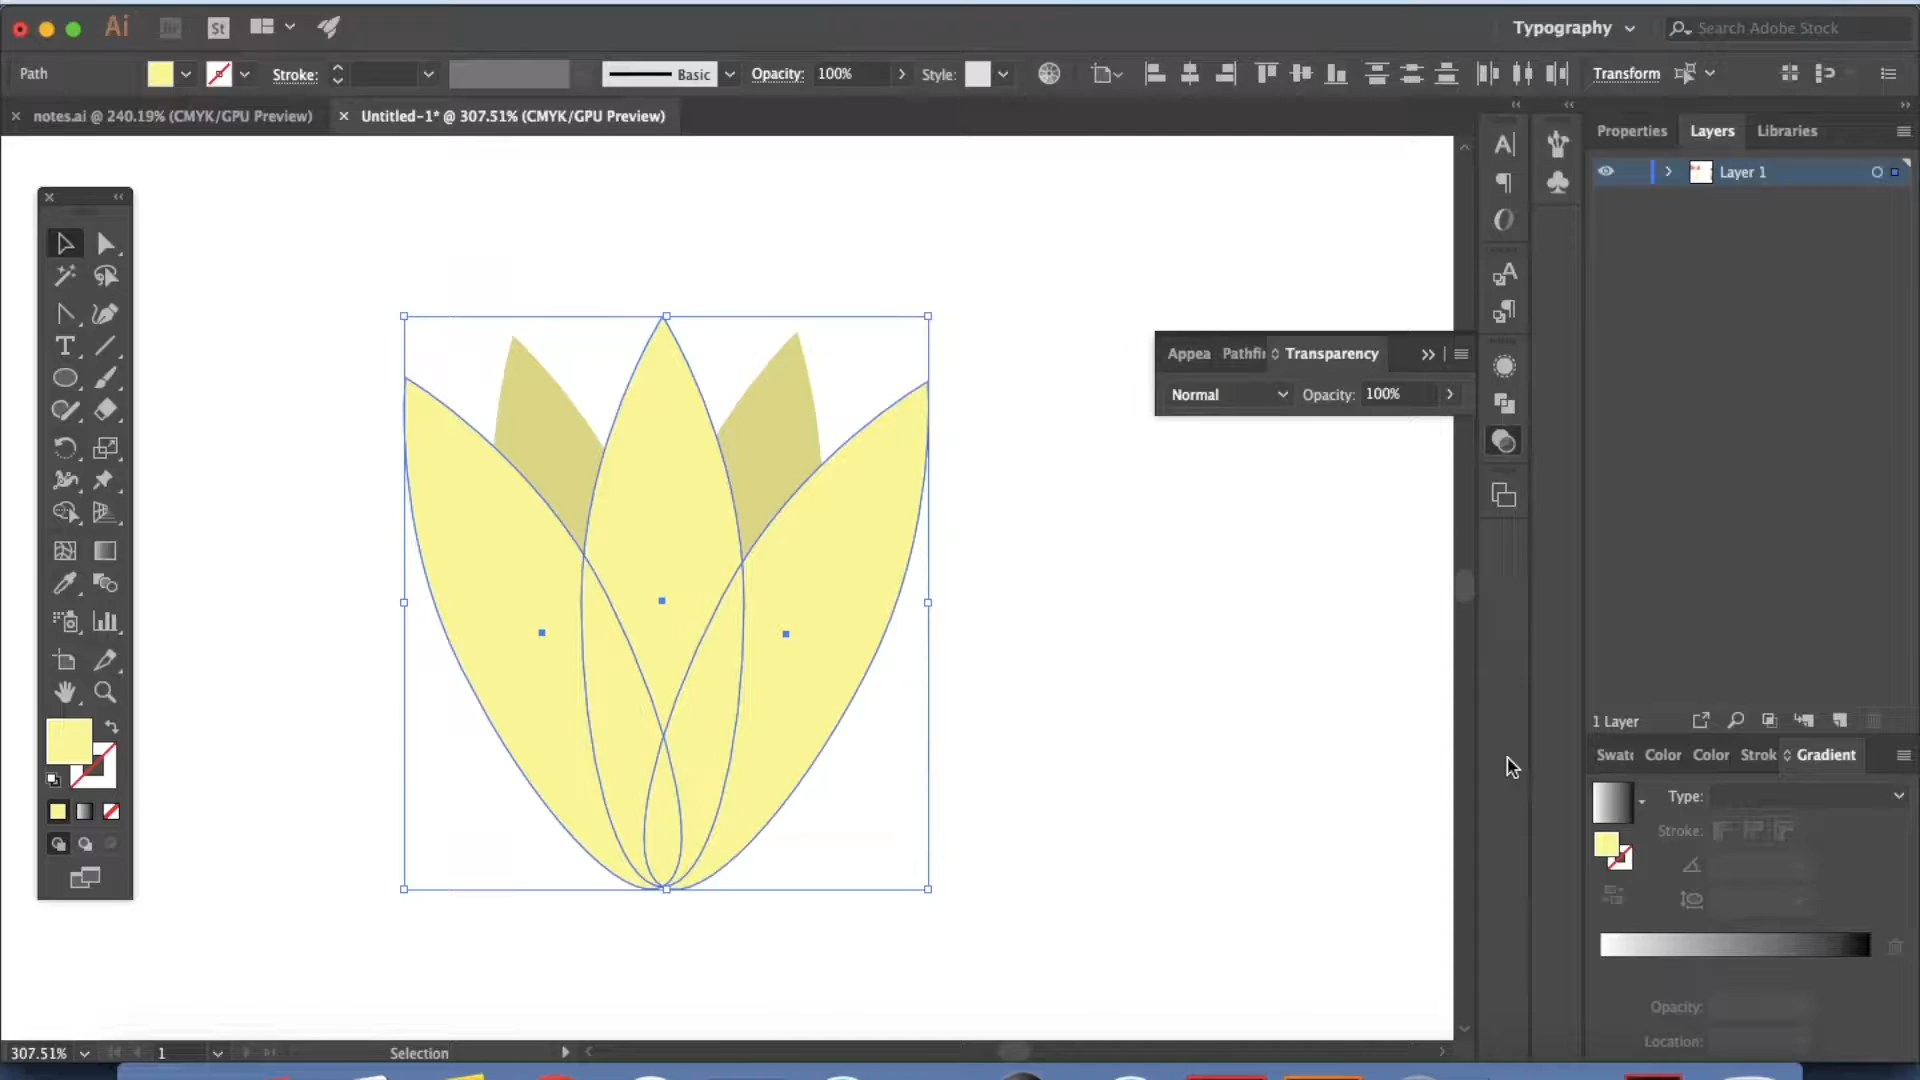 Ai Br St Typography Search Adobe Stock
Path Stroke: Basic Opacity: 100% Style: Transform
notes.ai @ 240.19% (CMYK/GPU Preview) Untitled-1* @ 307.51% (CMYK/GPU Preview)
Properties Layers Libraries
Layer 1
Appea Pathfi Transparency
Normal Opacity: 100%
1 Layer
Swatc Color Color Strok Gradient
Type:
Stroke:
Opacity:
Location:
307.51% 1 Selection